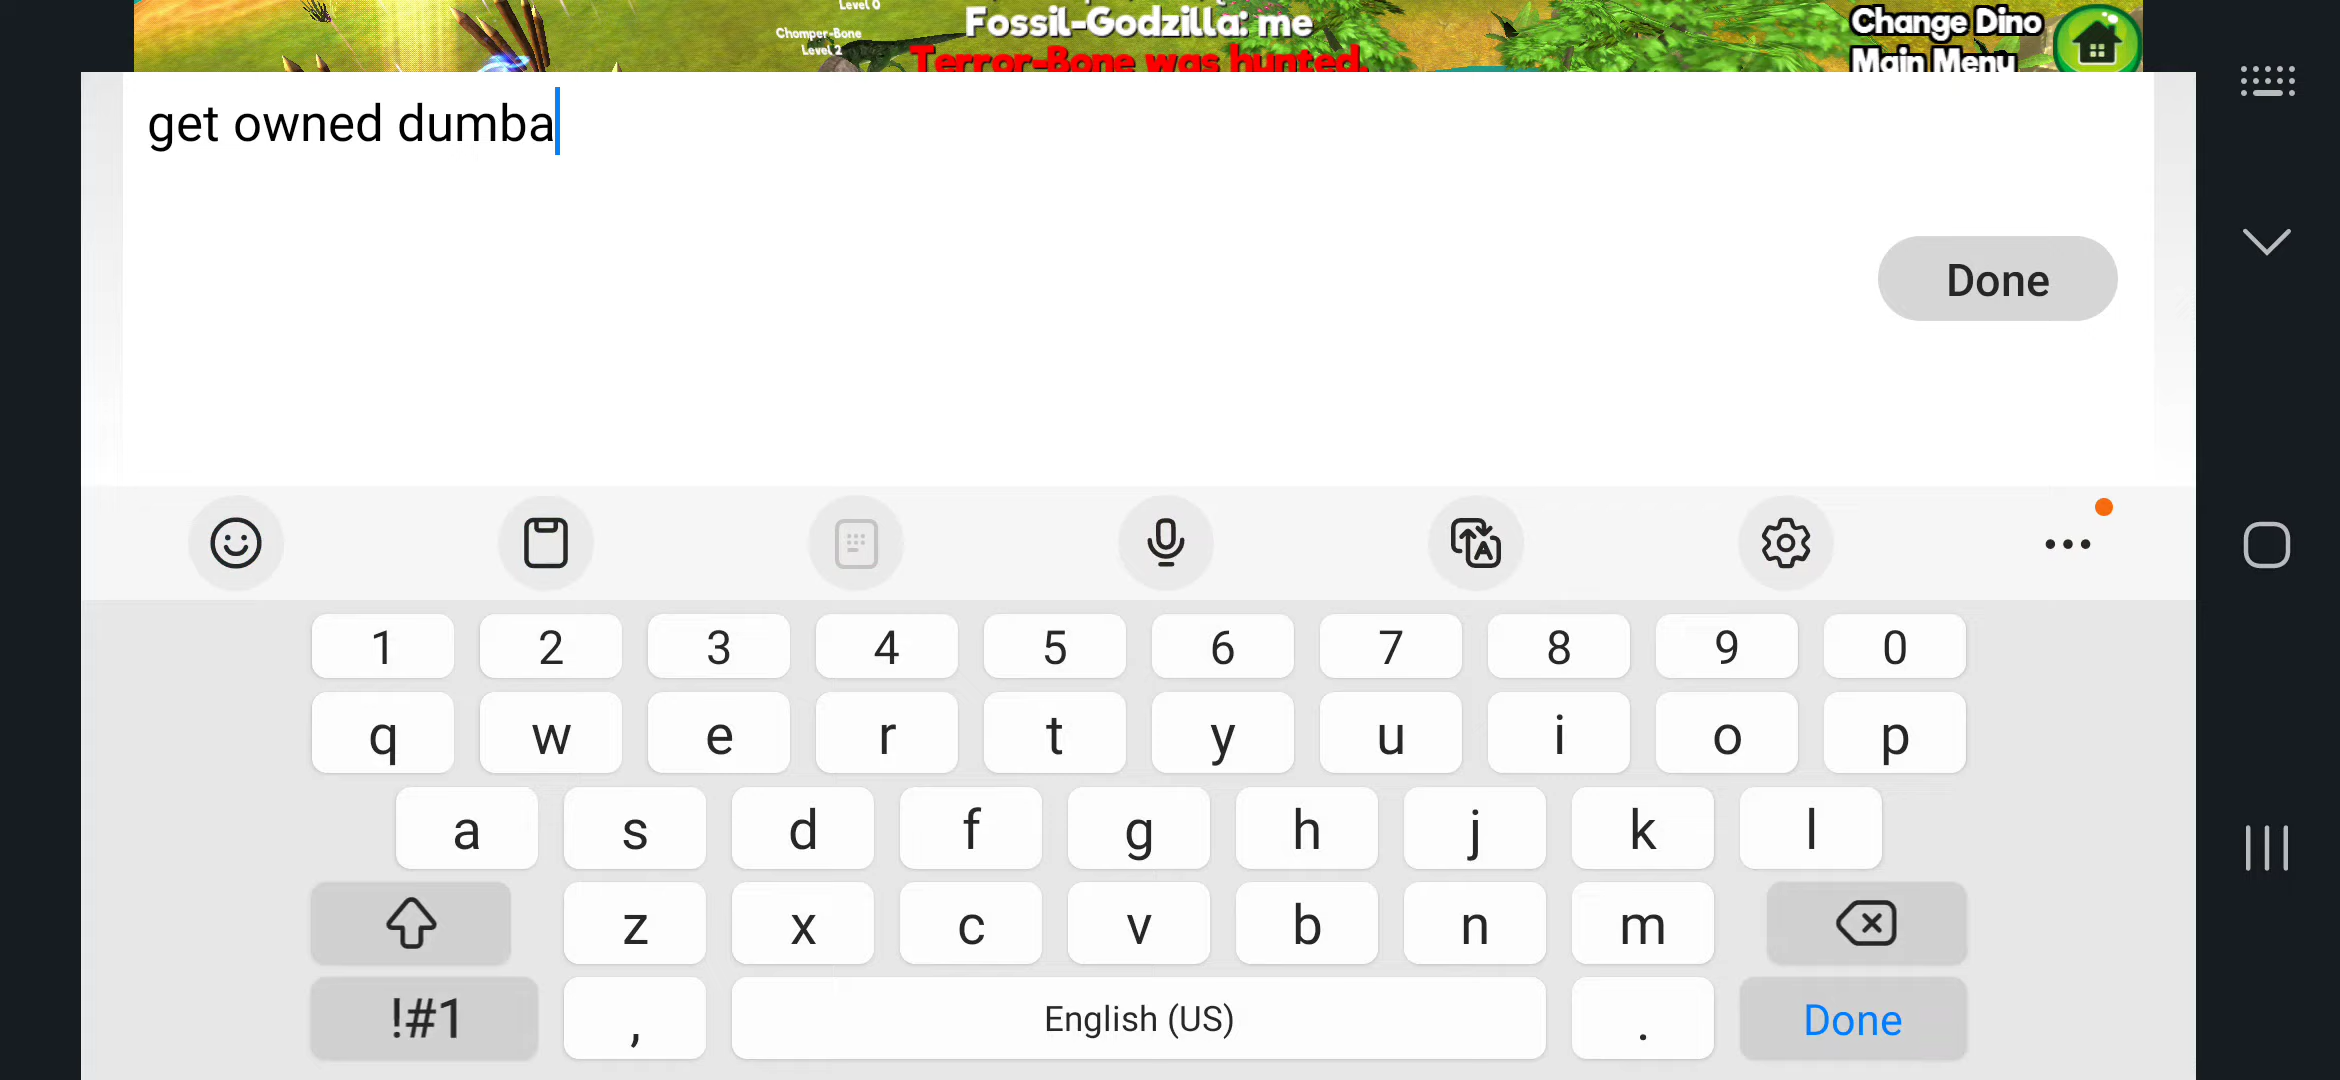 Level 0
Chomper-Bone
Level 2
Fossil-Godzilla: me
Terror-Bone was hunted.
Change Dino
Main Menu
get owned dumba
Done
1 2 3 4 5 6 7 8 9 0
q w e r t y u i o p
a s d f g h j k l
z x c v b n m
!#1 , English (US) . Done